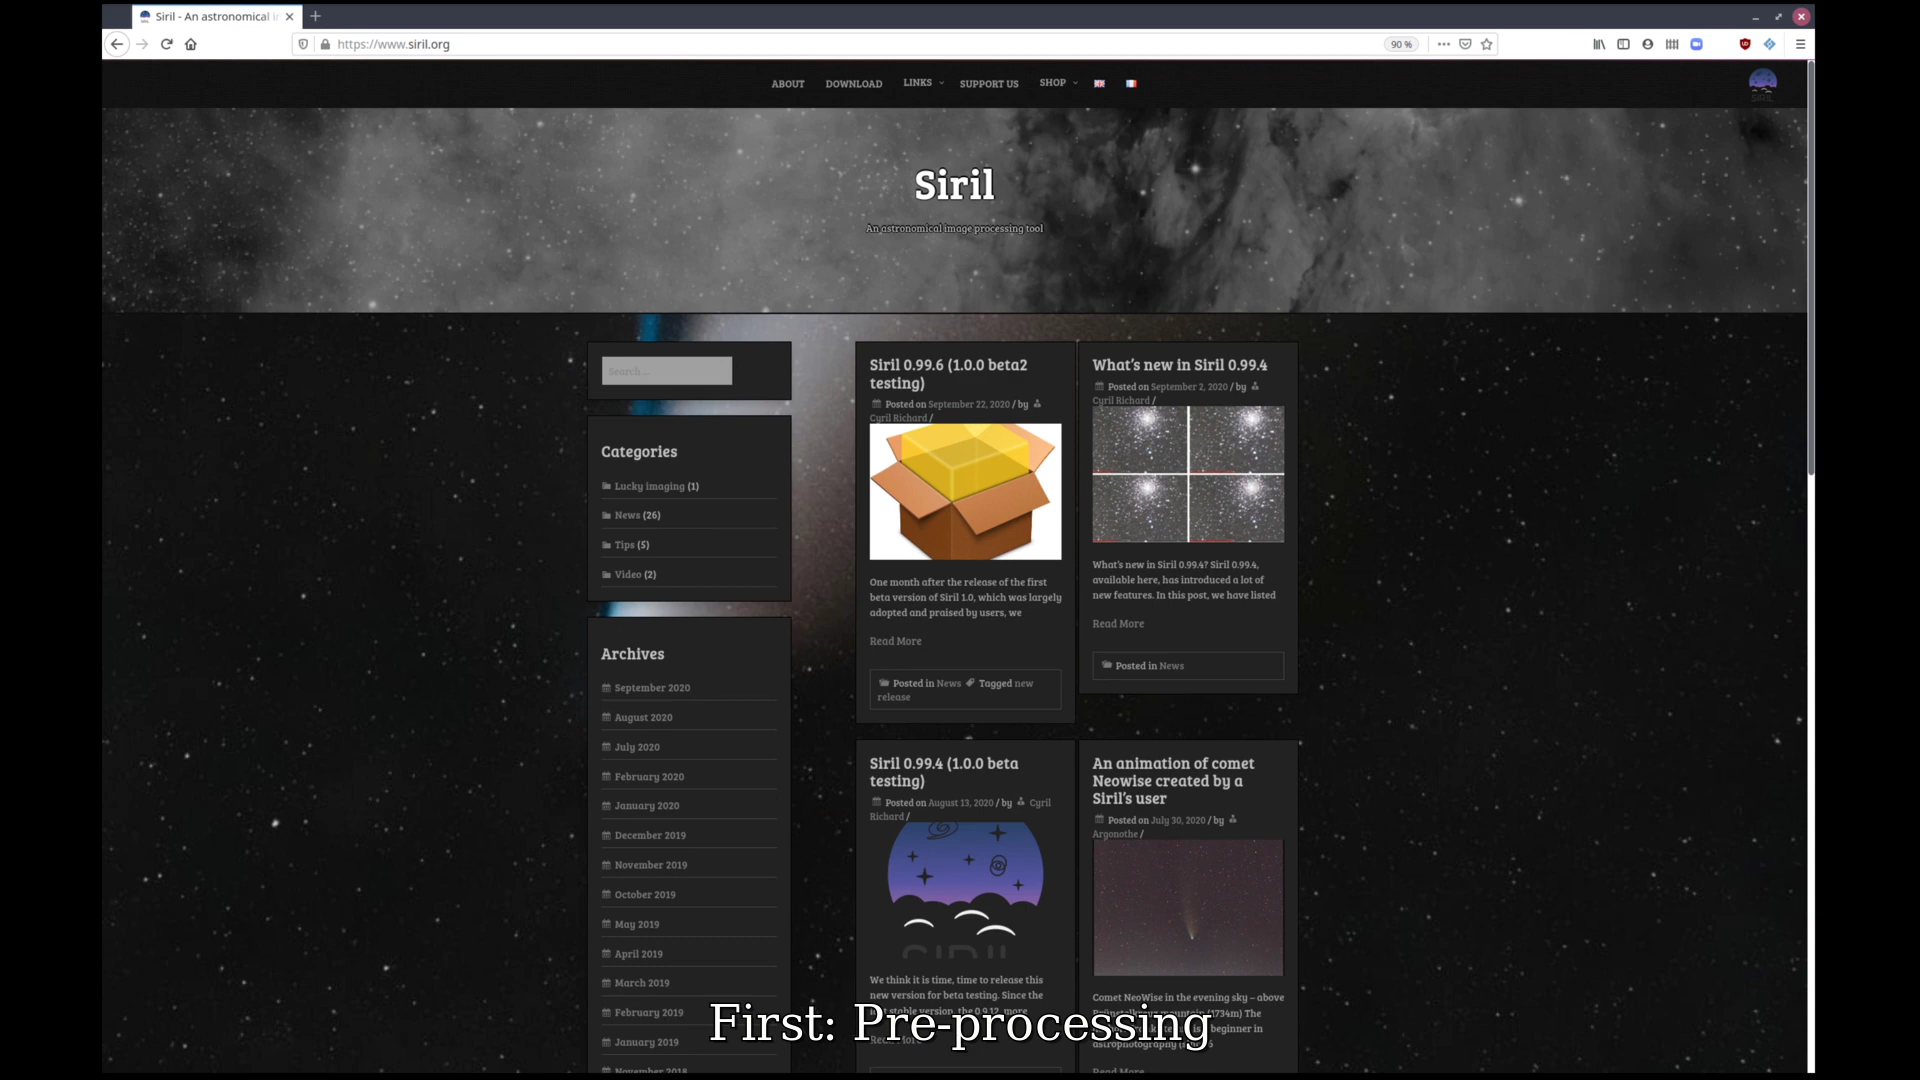 Siril - An astronomical i
https://www.siril.org
90 %
ABOUT DOWNLOAD LINKS SUPPORT US SHOP
SIRIL
Siril
An astronomical image processing tool
Search ...
Categories
Lucky imaging (1)
News (26)
Tips (5)
Video (2)
Archives
September 2020
August 2020
July 2020
February 2020
January 2020
December 2019
November 2019
October 2019
May 2019
April 2019
March 2019
February 2019
January 2019
November 2018
Siril 0.99.6 (1.0.0 beta2
testing)
Posted on September 22, 2020 / by
Cyril Richard /
One month after the release of the first
beta version of Siril 1.0, which was largely
adopted and praised by users, we
Read More
Posted in News Tagged new
release
What's new in Siril 0.99.4
Posted on September 2, 2020 / by
Cyril Richard /
What's new in Siril 0.99.4? Siril 0.99.4,
available here, has introduced a lot of
new features. In this post, we have listed
Read More
Posted in News
Siril 0.99.4 (1.0.0 beta
testing)
Posted on August 13, 2020 / by Cyril
Richard /
SIRIL
We think it is time, time to release this
new version for beta testing. Since the
last stable version, the 0.9.12, more
Read More
An animation of comet
Neowise created by a
Siril's user
Posted on July 30, 2020 / by
Argonothe /
Comet NeoWise in the evening sky – above
mountain (1734m) The
beginner in
astrophotography
Read More
First: Pre-processing